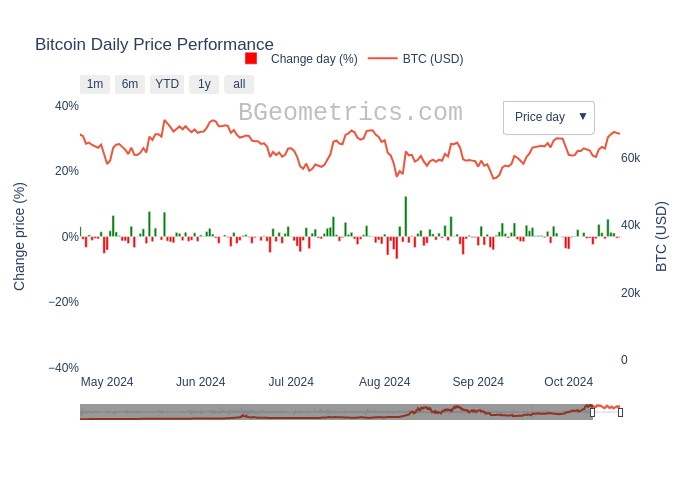 Bitcoin Daily Price Performance
Change day (%) BTC (USD)
1m 6m YTD 1y all
BGeometrics.com
Price day ▼
40%
20%
0%
−20%
−40%
Change price (%)
60k
40k
20k
0
BTC (USD)
May 2024 Jun 2024 Jul 2024 Aug 2024 Sep 2024 Oct 2024